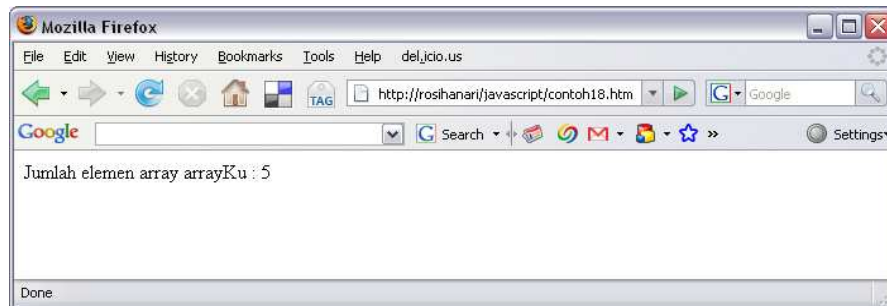 Mozilla Firefox
File Edit View History Bookmarks Tools Help del.icio.us
TAG http://rosihanari/javascript/contoh18.htm G Google
Google G Search » Settings
Jumlah elemen array arrayKu : 5
Done